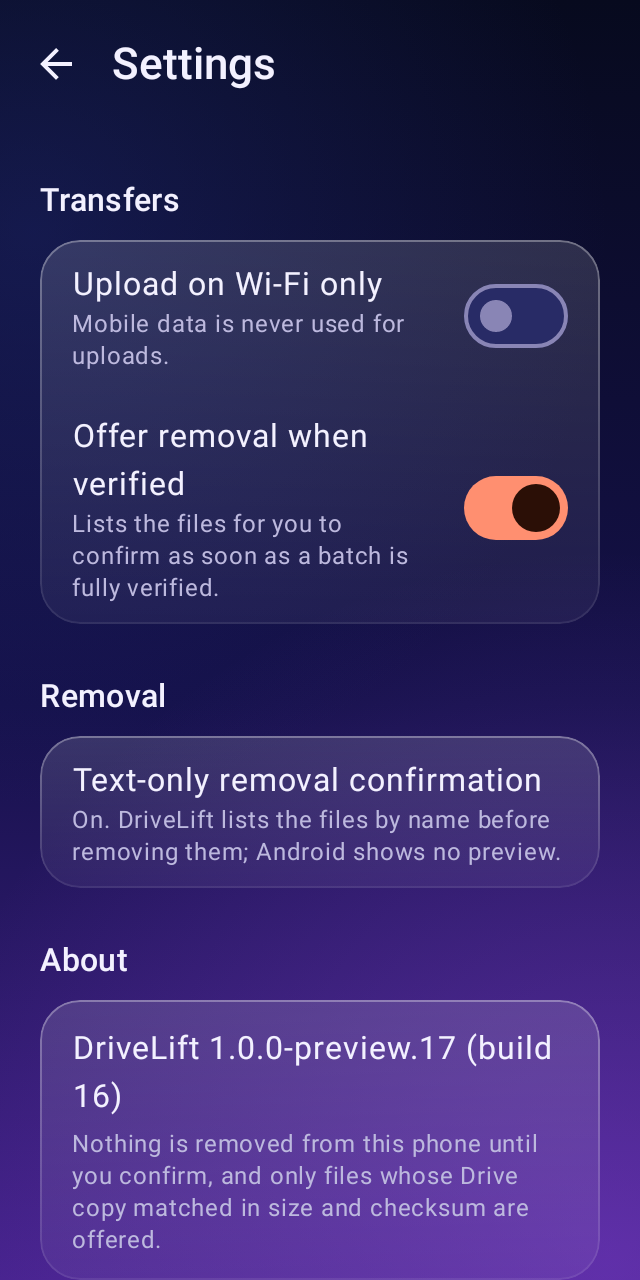 Settings
Transfers
Upload on Wi-Fi only
Mobile data is never used for
uploads.
Offer removal when
verified
Lists the files for you to
confirm as soon as a batch is
fully verified.
Removal
Text-only removal confirmation
On. DriveLift lists the files by name before
removing them; Android shows no preview.
About
DriveLift 1.0.0-preview.17 (build
16)
Nothing is removed from this phone until
you confirm, and only files whose Drive
copy matched in size and checksum are
offered.